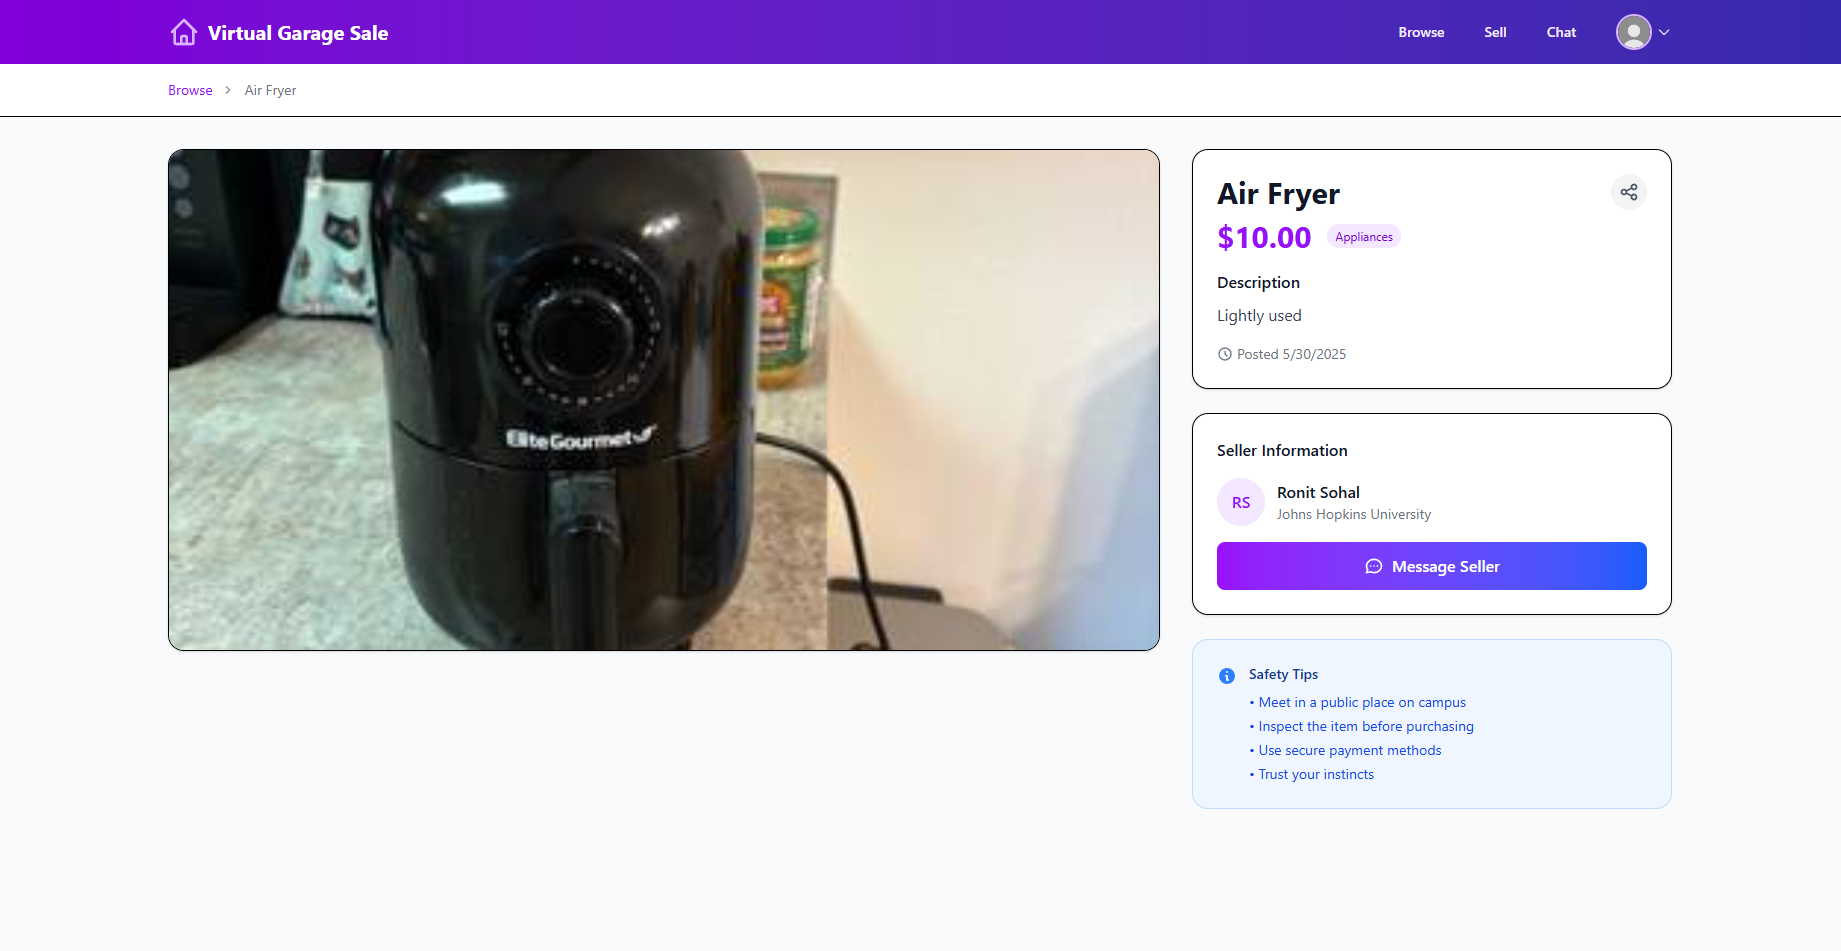 Virtual Garage Sale
Browse
Sell
Chat
Browse
Air Fryer
Elite Gourmet
Air Fryer
$10.00
Appliances
Description
Lightly used
Posted 5/30/2025
Seller Information
RS
Ronit Sohal
Johns Hopkins University
Message Seller
Safety Tips
• Meet in a public place on campus
• Inspect the item before purchasing
• Use secure payment methods
• Trust your instincts